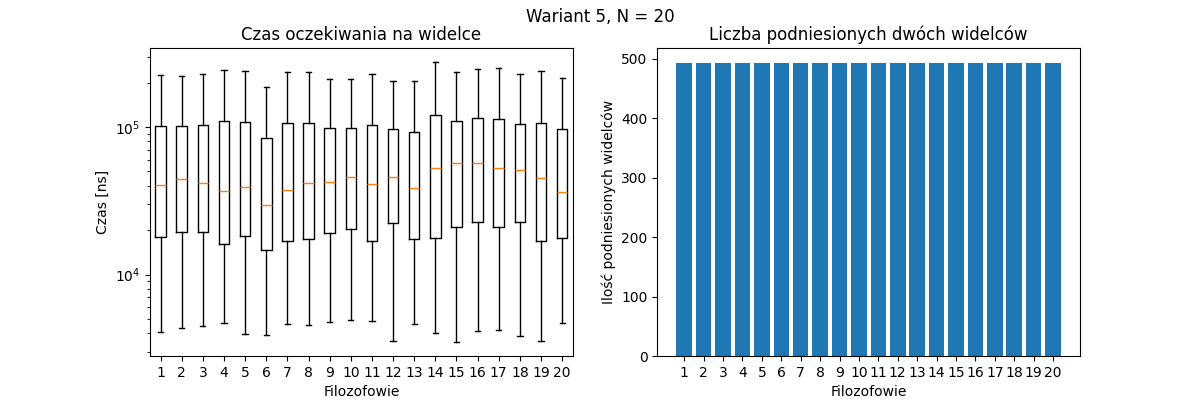 Wariant 5, N = 20
Czas oczekiwania na widelce
Czas [ns]
10^5
10^4
1 2 3 4 5 6 7 8 9 10 11 12 13 14 15 16 17 18 19 20
Filozofowie
Liczba podniesionych dwóch widelców
Ilość podniesionych widelców
500
400
300
200
100
0
1 2 3 4 5 6 7 8 9 10 11 12 13 14 15 16 17 18 19 20
Filozofowie